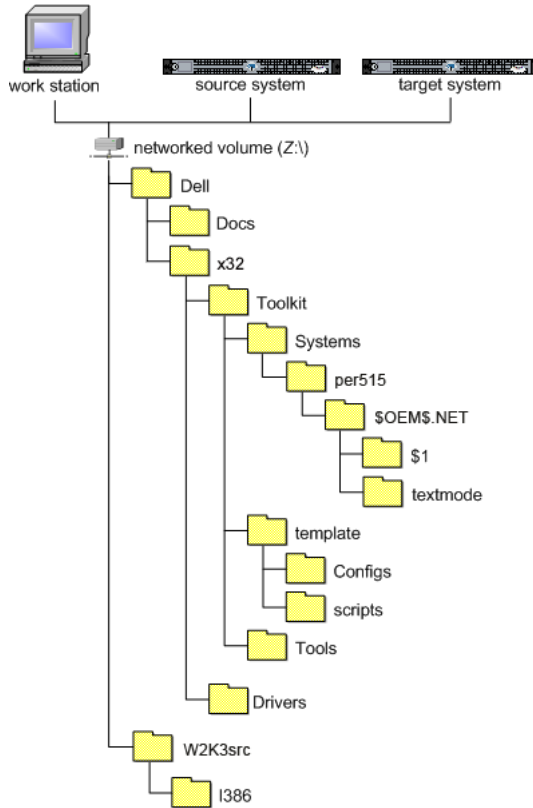 work station
source system
target system
networked volume (Z:\)
Dell
Docs
x32
Toolkit
Systems
per515
$OEM$.NET
$1
textmode
template
Configs
scripts
Tools
Drivers
W2K3src
I386